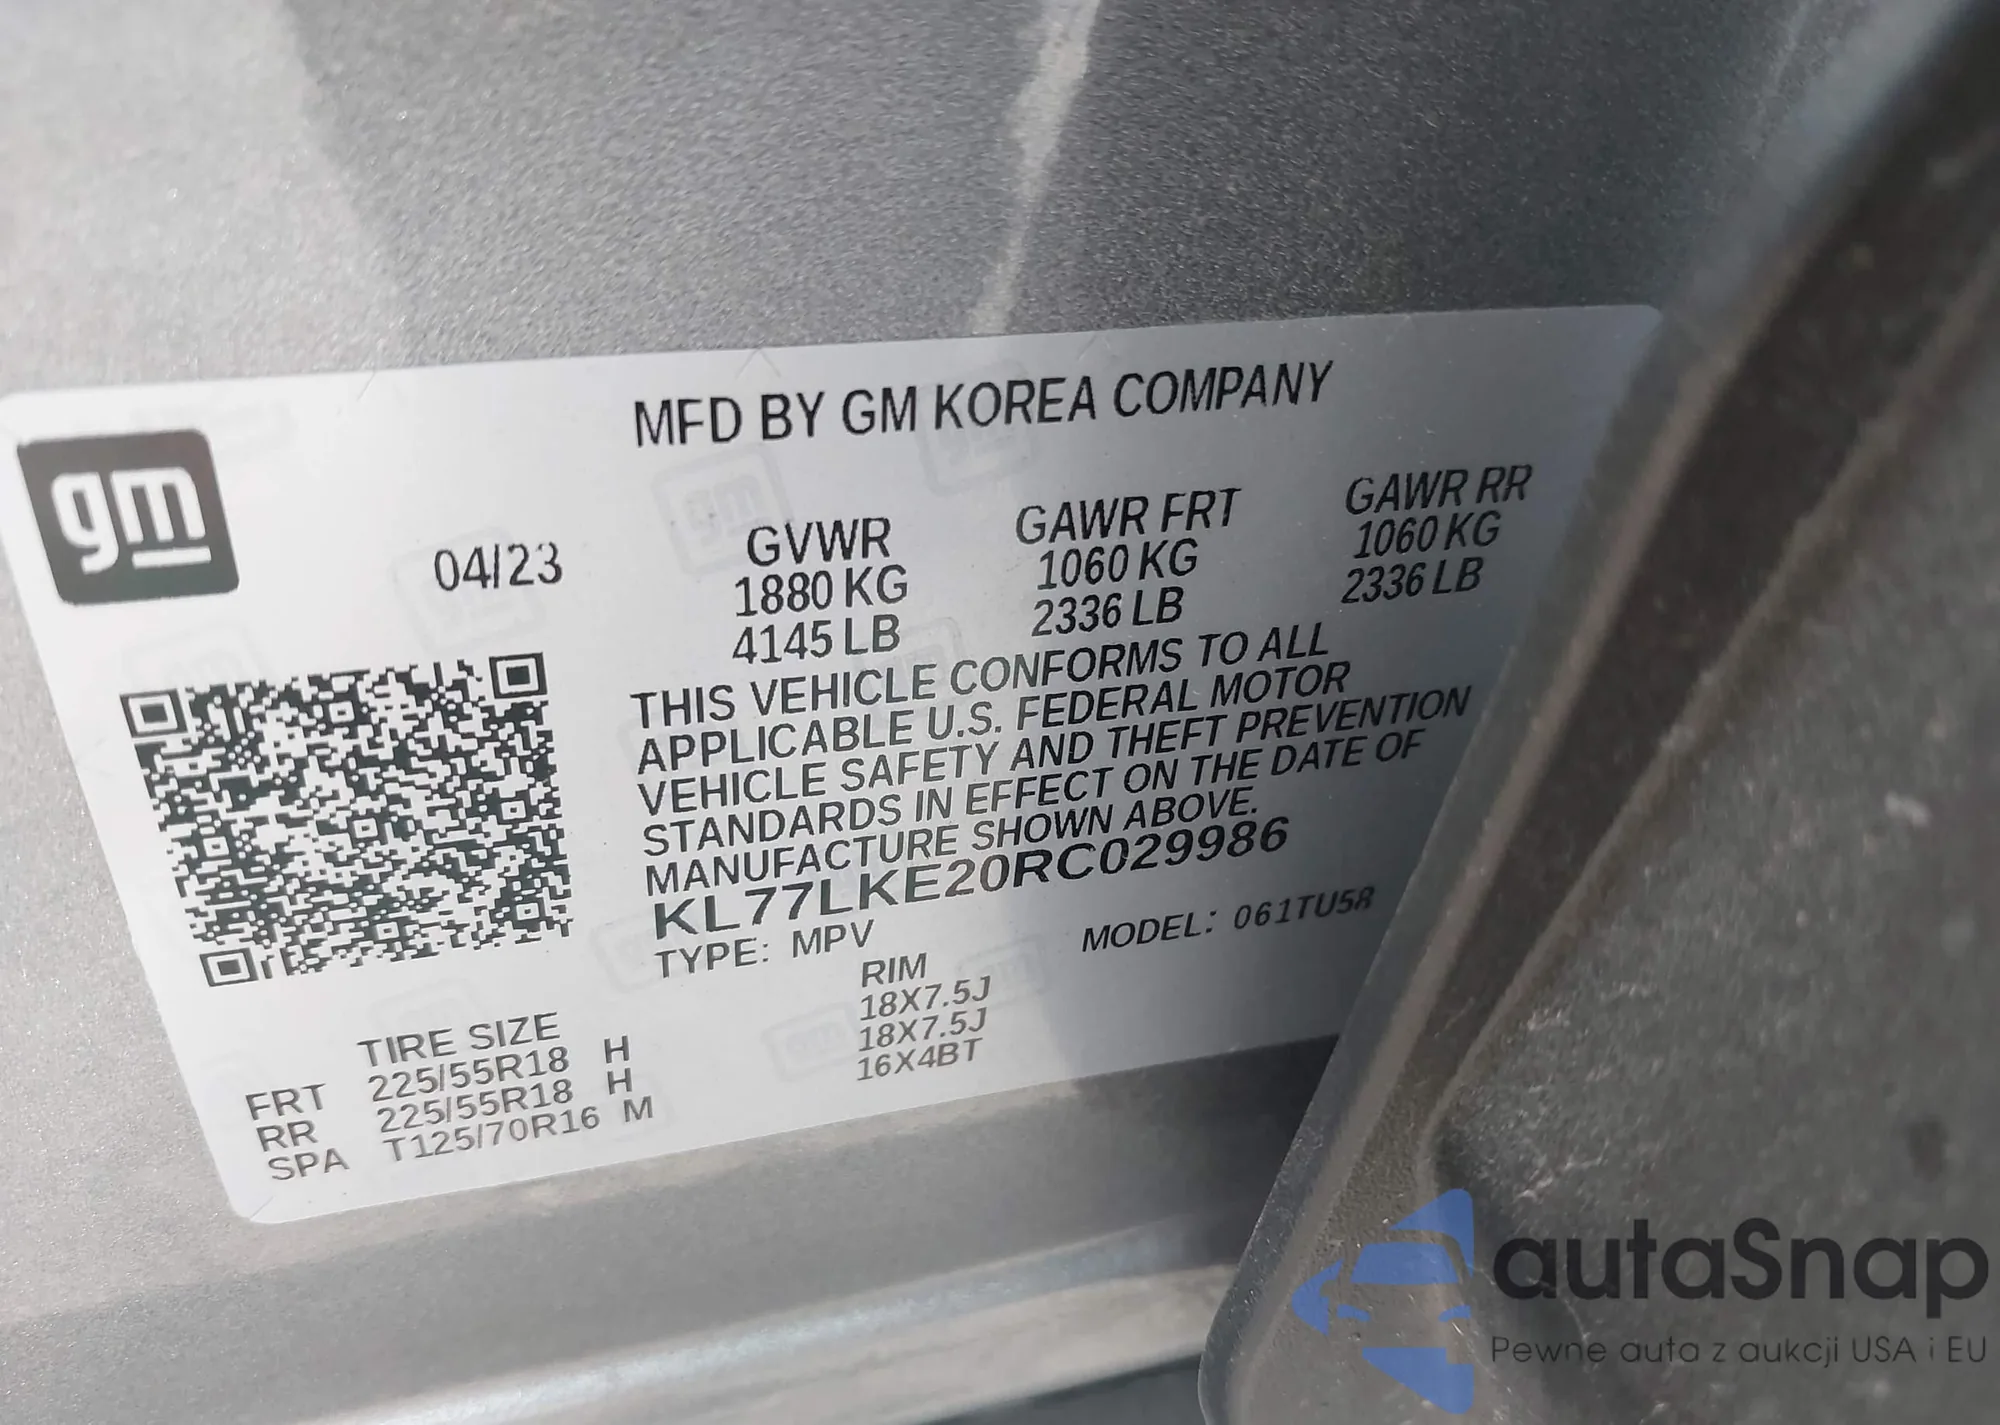 MFD BY GM KOREA COMPANY
gm
04/23 GVWR GAWR FRT GAWR RR
1880 KG 1060 KG 1060 KG
4145 LB 2336 LB 2336 LB
THIS VEHICLE CONFORMS TO ALL
APPLICABLE U.S. FEDERAL MOTOR
VEHICLE SAFETY AND THEFT PREVENTION
STANDARDS IN EFFECT ON THE DATE OF
MANUFACTURE SHOWN ABOVE.
KL77LKE20RC029986
TYPE: MPV MODEL: 061TU58
TIRE SIZE RIM
FRT 225/55R18 H 18X7.5J
RR 225/55R18 H 18X7.5J
SPA T125/70R16 M 16X4BT
autaSnap
Pewne auta z aukcji USA i EU